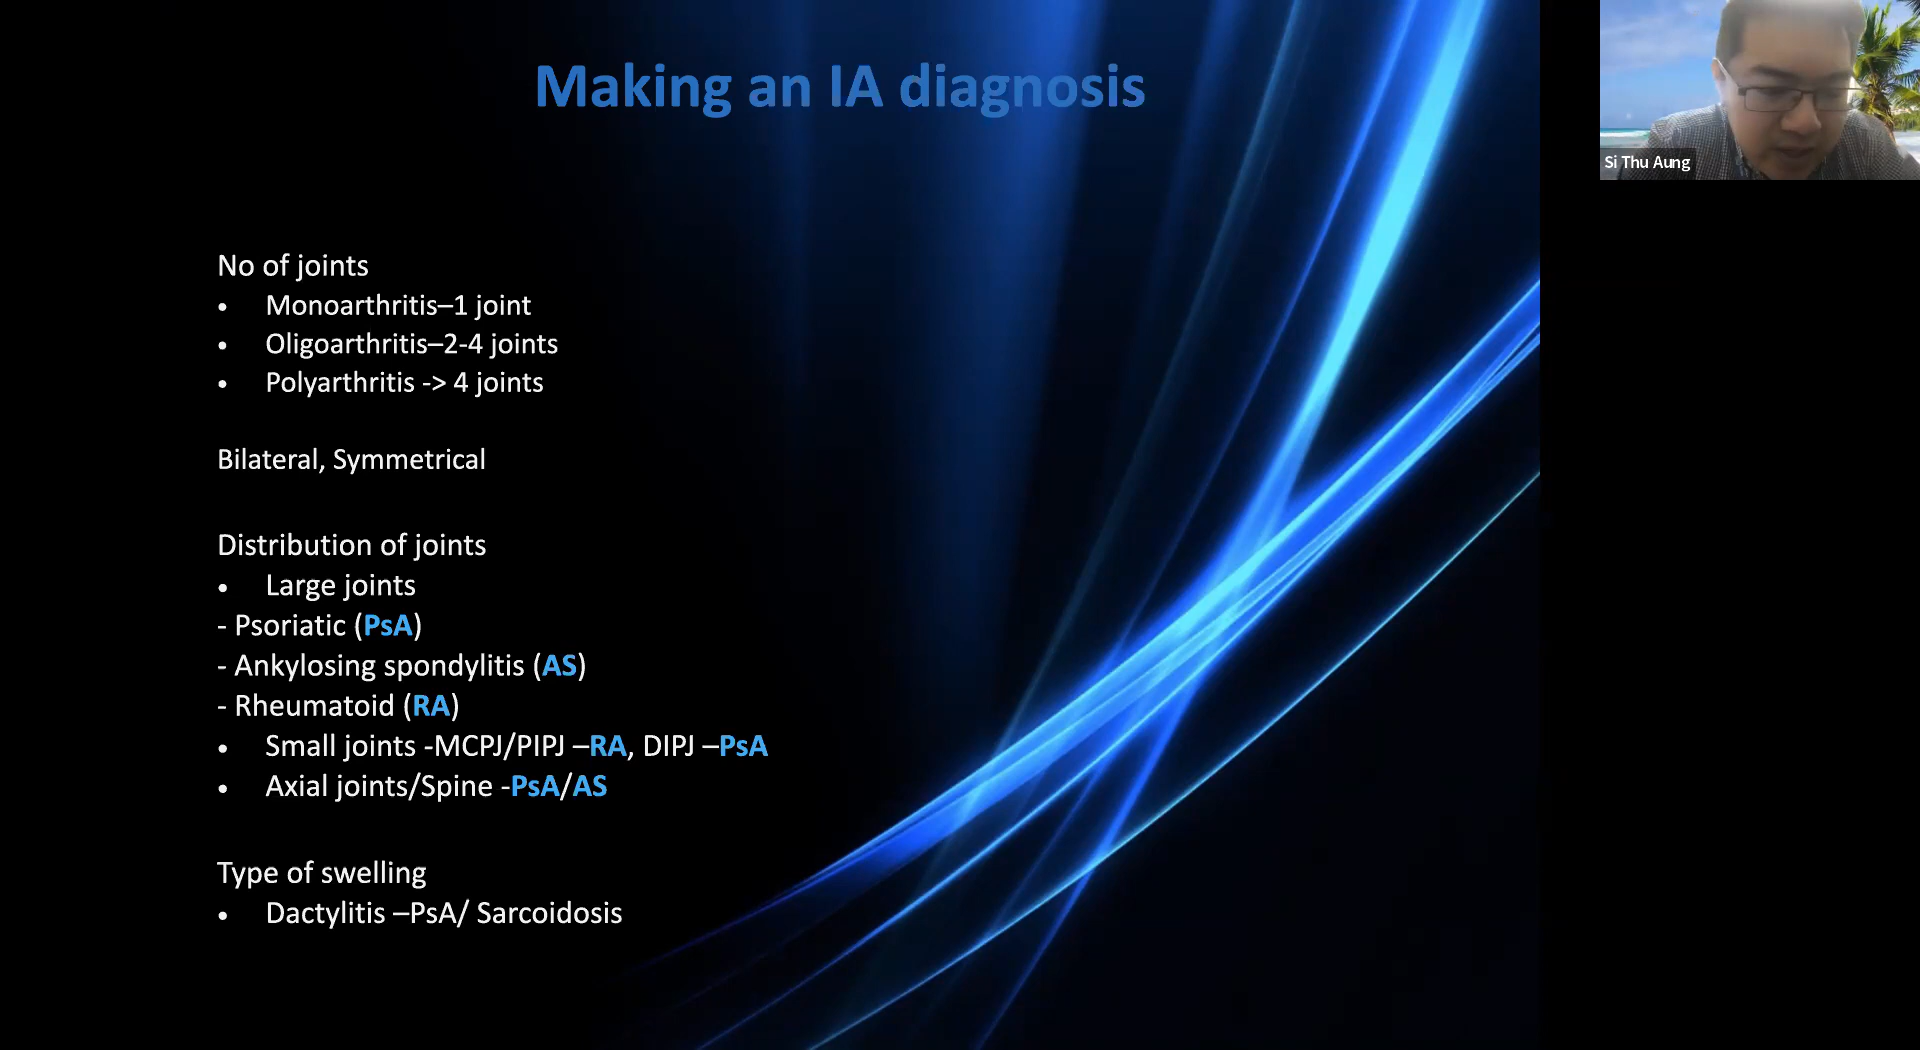 Making an IA diagnosis
Si Thu Aung
No of joints
• Monoarthritis–1 joint
• Oligoarthritis–2-4 joints
• Polyarthritis -> 4 joints
Bilateral, Symmetrical
Distribution of joints
• Large joints
- Psoriatic (PsA)
- Ankylosing spondylitis (AS)
- Rheumatoid (RA)
• Small joints -MCPJ/PIPJ –RA, DIPJ –PsA
• Axial joints/Spine -PsA/AS
Type of swelling
• Dactylitis –PsA/ Sarcoidosis